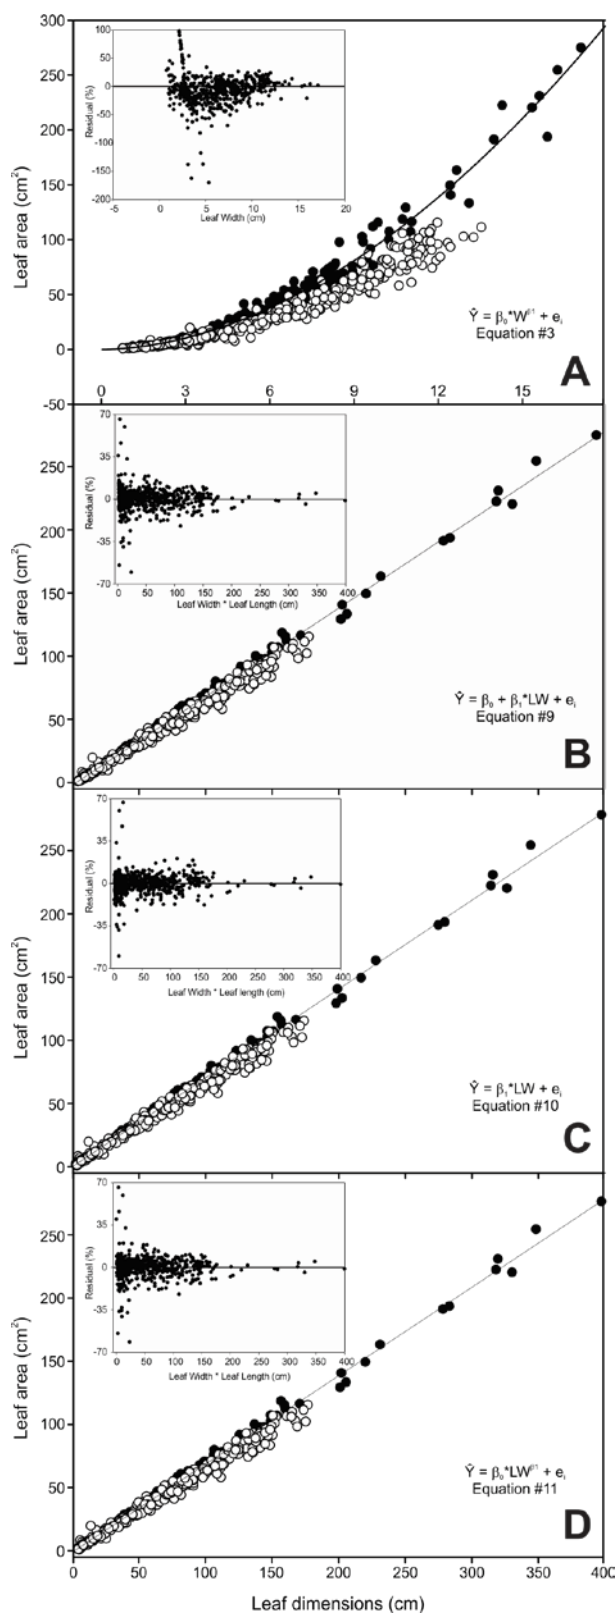 300
250
200
150
100
50
0
-50
Leaf area (cm²)
100
50
0
-50
-100
-150
-200
Residual (%)
-5 0 5 10 15 20
Leaf Width (cm)
Ŷ = β₀*W^β1 + eᵢ
Equation #3
A
0 3 6 9 12 15
250
200
150
100
50
0
Leaf area (cm²)
70
35
0
-35
-70
Residual (%)
0 50 100 150 200 250 300 350 400
Leaf Width * Leaf Length (cm)
Ŷ = β₀ + β₁*LW + eᵢ
Equation #9
B
250
200
150
100
50
0
Leaf area (cm²)
70
35
0
-35
-70
Residual (%)
0 50 100 150 200 250 300 350 400
Leaf Width * Leaf length (cm)
Ŷ = β₁*LW + eᵢ
Equation #10
C
250
200
150
100
50
0
Leaf area (cm²)
70
35
0
-35
-70
Residual (%)
0 50 100 150 200 250 300 350 400
Leaf Width * Leaf Length (cm)
Ŷ = β₀*LW^β1 + eᵢ
Equation #11
D
0 50 100 150 200 250 300 350 400
Leaf dimensions (cm)